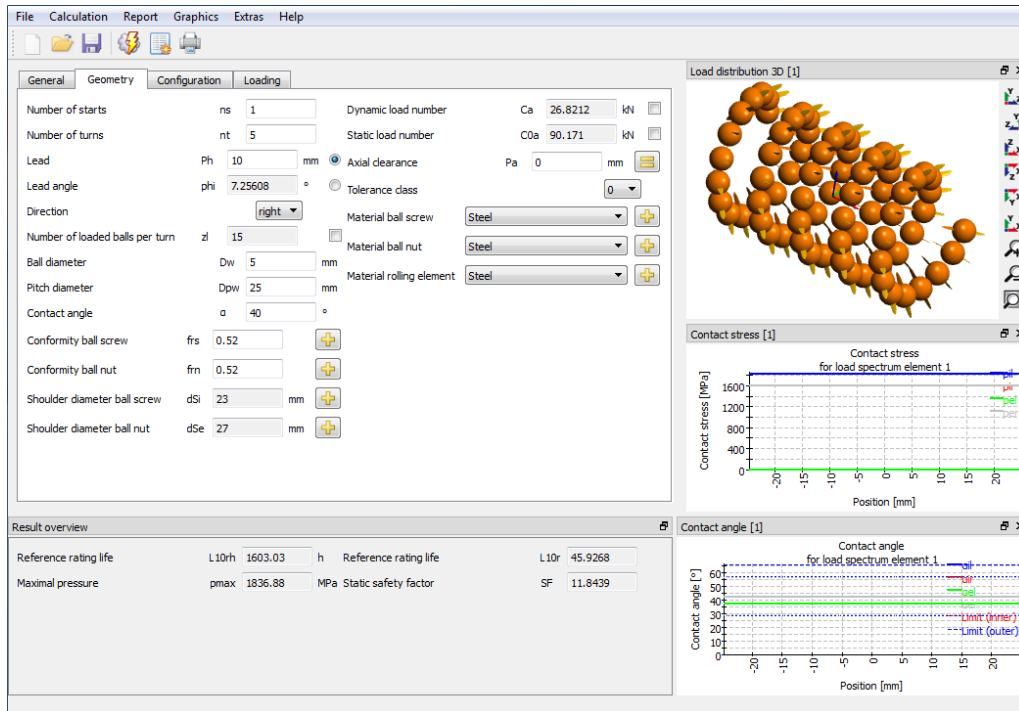 File Calculation Report Graphics Extras Help
General Geometry Configuration Loading
Number of starts ns 1
Number of turns nt 5
Lead Ph 10 mm
Lead angle phi 7.25608 °
Direction right
Number of loaded balls per turn zl 15
Ball diameter Dw 5 mm
Pitch diameter Dpw 25 mm
Contact angle α 40 °
Conformity ball screw frs 0.52
Conformity ball nut frn 0.52
Shoulder diameter ball screw dSi 23 mm
Shoulder diameter ball nut dSe 27 mm
Dynamic load number Ca 26.8212 kN
Static load number C0a 90.171 kN
Axial clearance Pa 0 mm
Tolerance class 0
Material ball screw Steel
Material ball nut Steel
Material rolling element Steel
Load distribution 3D [1]
Contact stress [1]
Contact stress
for load spectrum element 1
Contact stress [MPa]
1600
1200
800
400
0
-20 -15 -10 -5 0 5 10 15 20
Position [mm]
pil
pir
pel
per
Result overview
Reference rating life L10rh 1603.03 h Reference rating life L10r 45.9268
Maximal pressure pmax 1836.88 MPa Static safety factor SF 11.8439
Contact angle [1]
Contact angle
for load spectrum element 1
Contact angle [°]
60
50
40
30
20
10
0
-20 -15 -10 -5 0 5 10 15 20
Position [mm]
αil
αir
αel
Limit (inner)
Limit (outer)